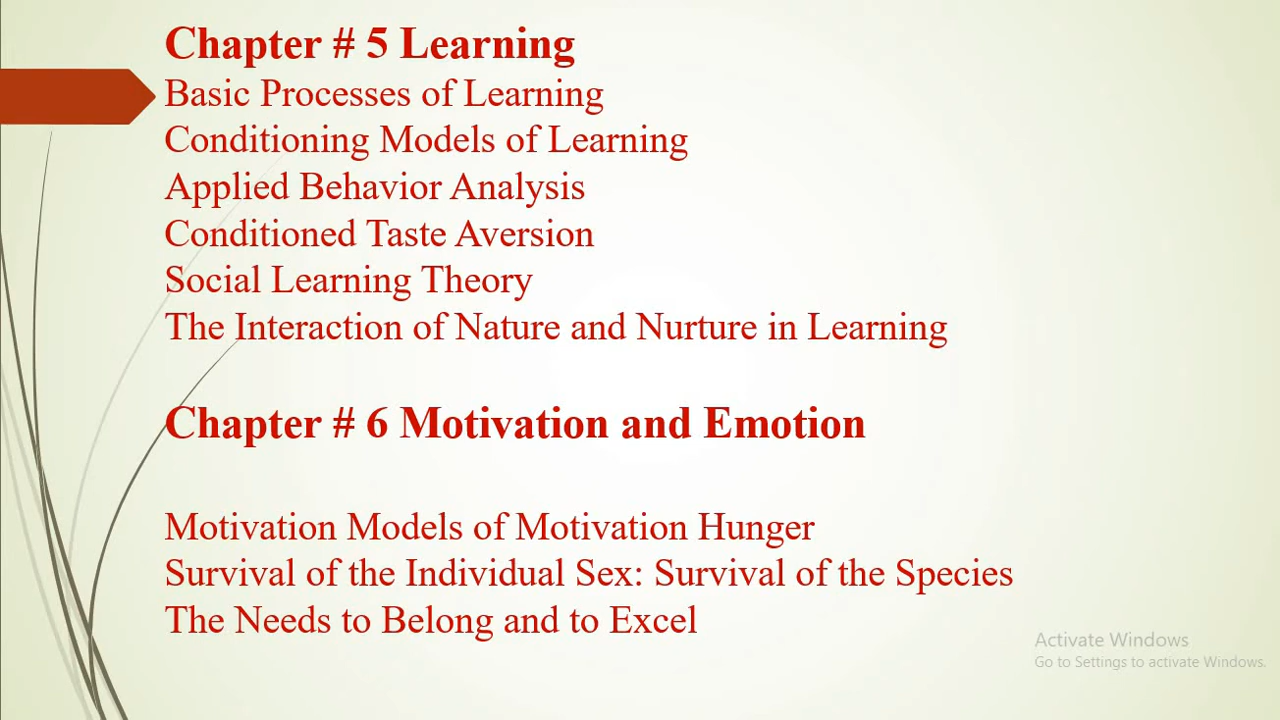 Chapter # 5 Learning
Basic Processes of Learning
Conditioning Models of Learning
Applied Behavior Analysis
Conditioned Taste Aversion
Social Learning Theory
The Interaction of Nature and Nurture in Learning
Chapter # 6 Motivation and Emotion
Motivation Models of Motivation Hunger
Survival of the Individual Sex: Survival of the Species
The Needs to Belong and to Excel
Activate Windows
Go to Settings to activate Windows.